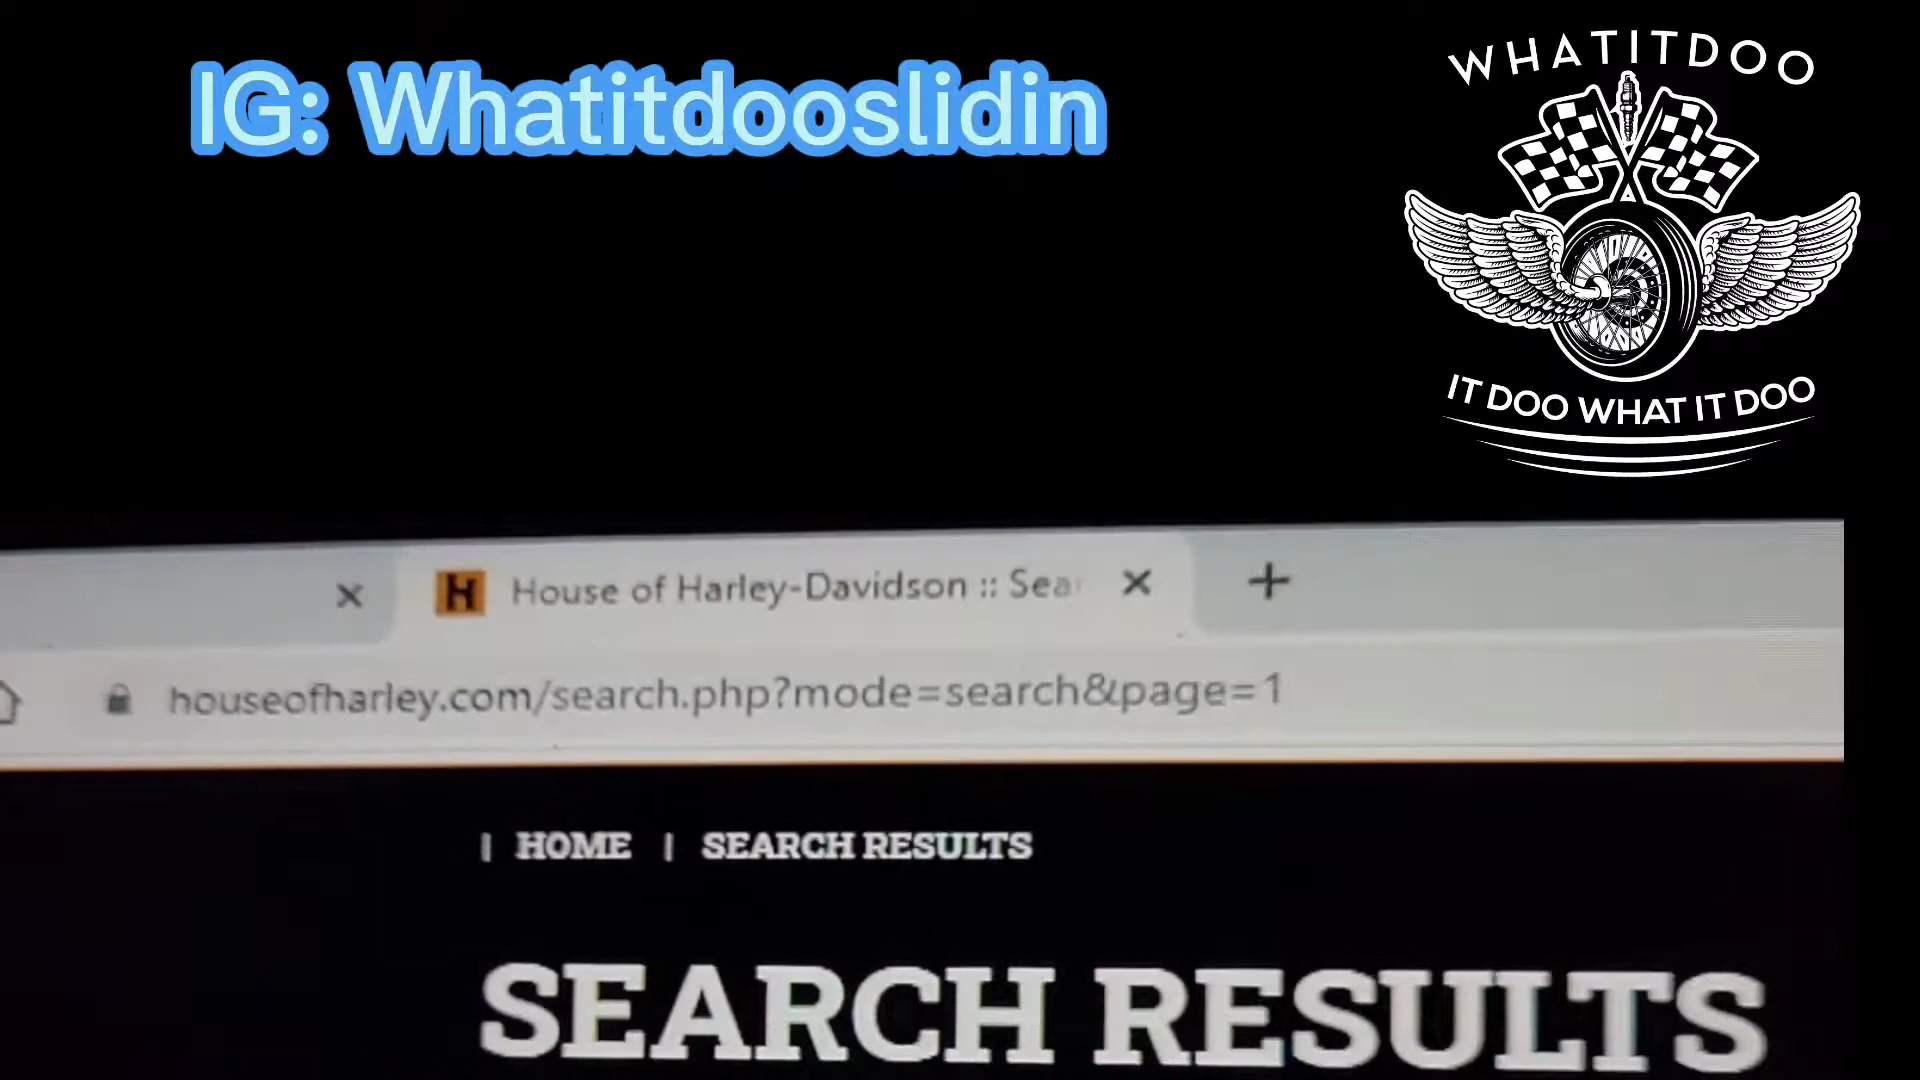 IG: Whatitdooslidin
WHATITDOO
IT DOO WHAT IT DOO
H House of Harley-Davidson :: Sea
houseofharley.com/search.php?mode=search&page=1
| HOME | SEARCH RESULTS
SEARCH RESULTS